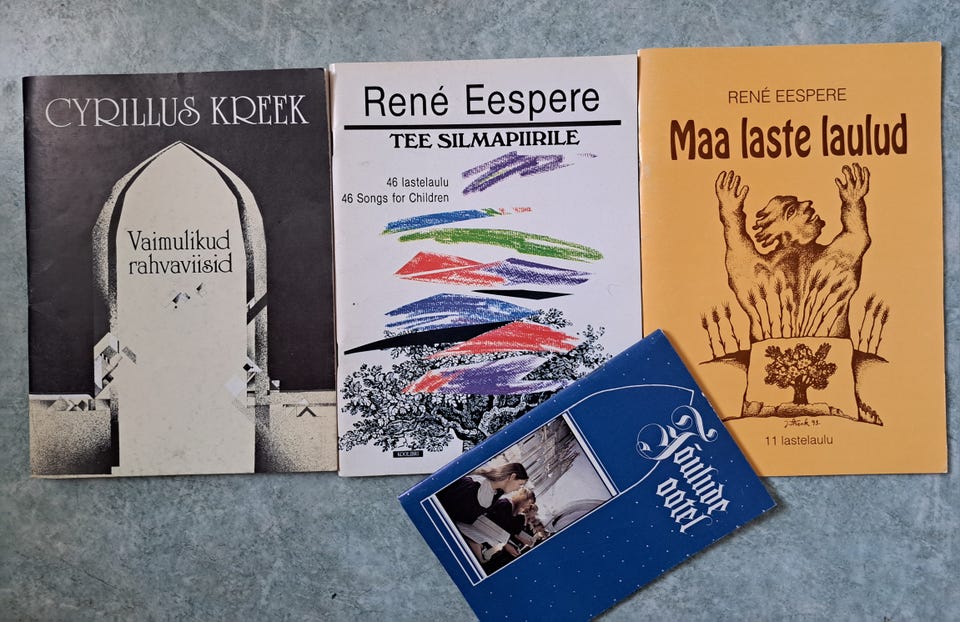 CYRILLUS KREEK
Vaimulikud
rahvaviisid
René Eespere
TEE SILMAPIIRILE
46 lastelaulu
46 Songs for Children
KOOLIBRI
RENÉ EESPERE
Maa laste laulud
11 lastelaulu
Jõulude
ootel